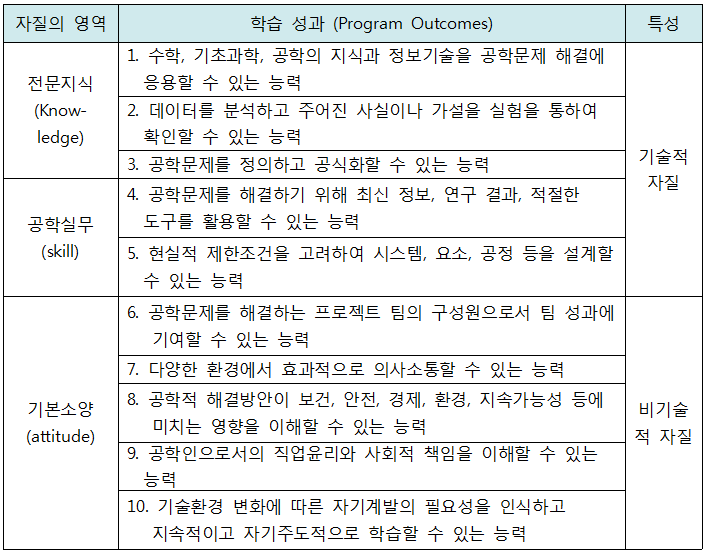 자질의 영역 학습 성과 (Program Outcomes) 특성
전문지식
(Know-
ledge)
1. 수학, 기초과학, 공학의 지식과 정보기술을 공학문제 해결에
응용할 수 있는 능력
2. 데이터를 분석하고 주어진 사실이나 가설을 실험을 통하여
확인할 수 있는 능력
3. 공학문제를 정의하고 공식화할 수 있는 능력
기술적
자질
공학실무
(skill)
4. 공학문제를 해결하기 위해 최신 정보, 연구 결과, 적절한
도구를 활용할 수 있는 능력
5. 현실적 제한조건을 고려하여 시스템, 요소, 공정 등을 설계할
수 있는 능력
기본소양
(attitude)
6. 공학문제를 해결하는 프로젝트 팀의 구성원으로서 팀 성과에
기여할 수 있는 능력
7. 다양한 환경에서 효과적으로 의사소통할 수 있는 능력
8. 공학적 해결방안이 보건, 안전, 경제, 환경, 지속가능성 등에
미치는 영향을 이해할 수 있는 능력
9. 공학인으로서의 직업윤리와 사회적 책임을 이해할 수 있는
능력
10. 기술환경 변화에 따른 자기계발의 필요성을 인식하고
지속적이고 자기주도적으로 학습할 수 있는 능력
비기술
적 자질